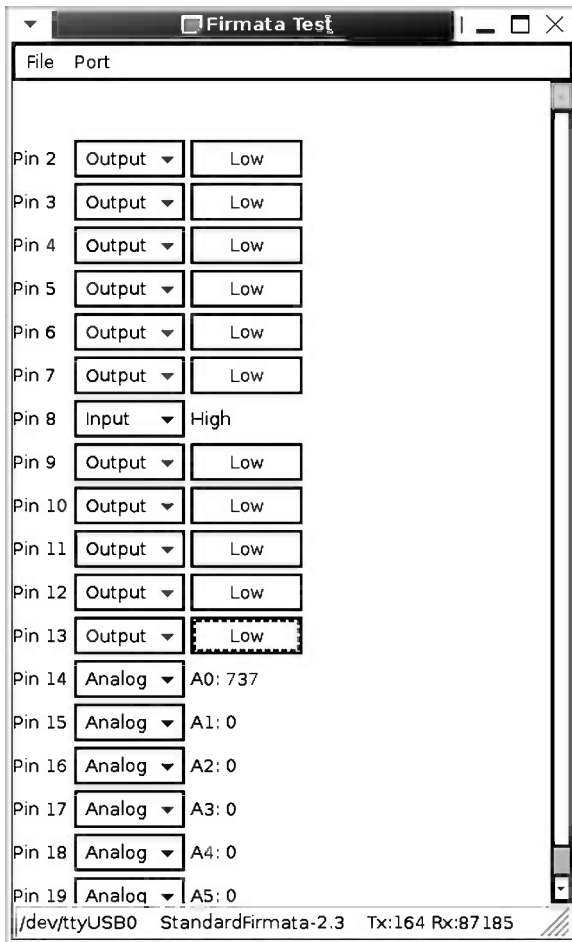 Firmata Test
File Port
Pin 2 Output Low
Pin 3 Output Low
Pin 4 Output Low
Pin 5 Output Low
Pin 6 Output Low
Pin 7 Output Low
Pin 8 Input High
Pin 9 Output Low
Pin 10 Output Low
Pin 11 Output Low
Pin 12 Output Low
Pin 13 Output Low
Pin 14 Analog A0: 737
Pin 15 Analog A1: 0
Pin 16 Analog A2: 0
Pin 17 Analog A3: 0
Pin 18 Analog A4: 0
Pin 19 Analog A5: 0
/dev/ttyUSB0 StandardFirmata-2.3 Tx:164 Rx:87185